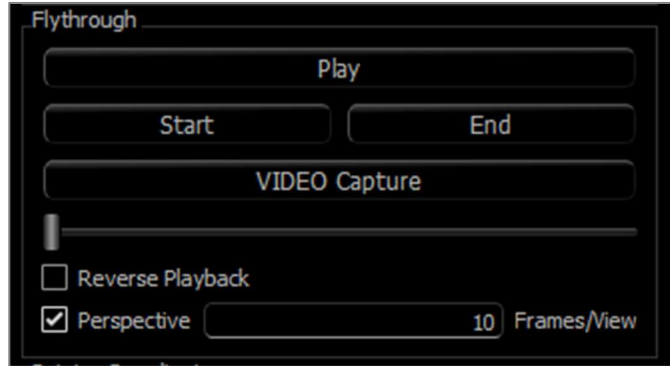 Flythrough
Play
Start End
VIDEO Capture
Reverse Playback
Perspective 10 Frames/View